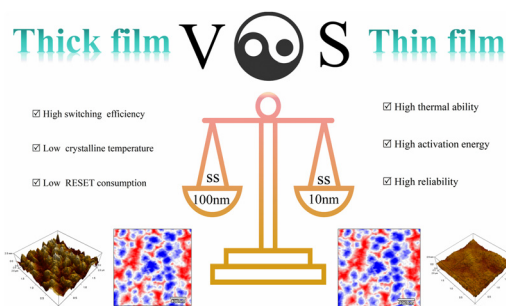 Thick film V S Thin film
☑ High switching efficiency
☑ Low crystalline temperature
☑ Low RESET consumption
ss
100nm
ss
10nm
☑ High thermal ability
☑ High activation energy
☑ High reliability